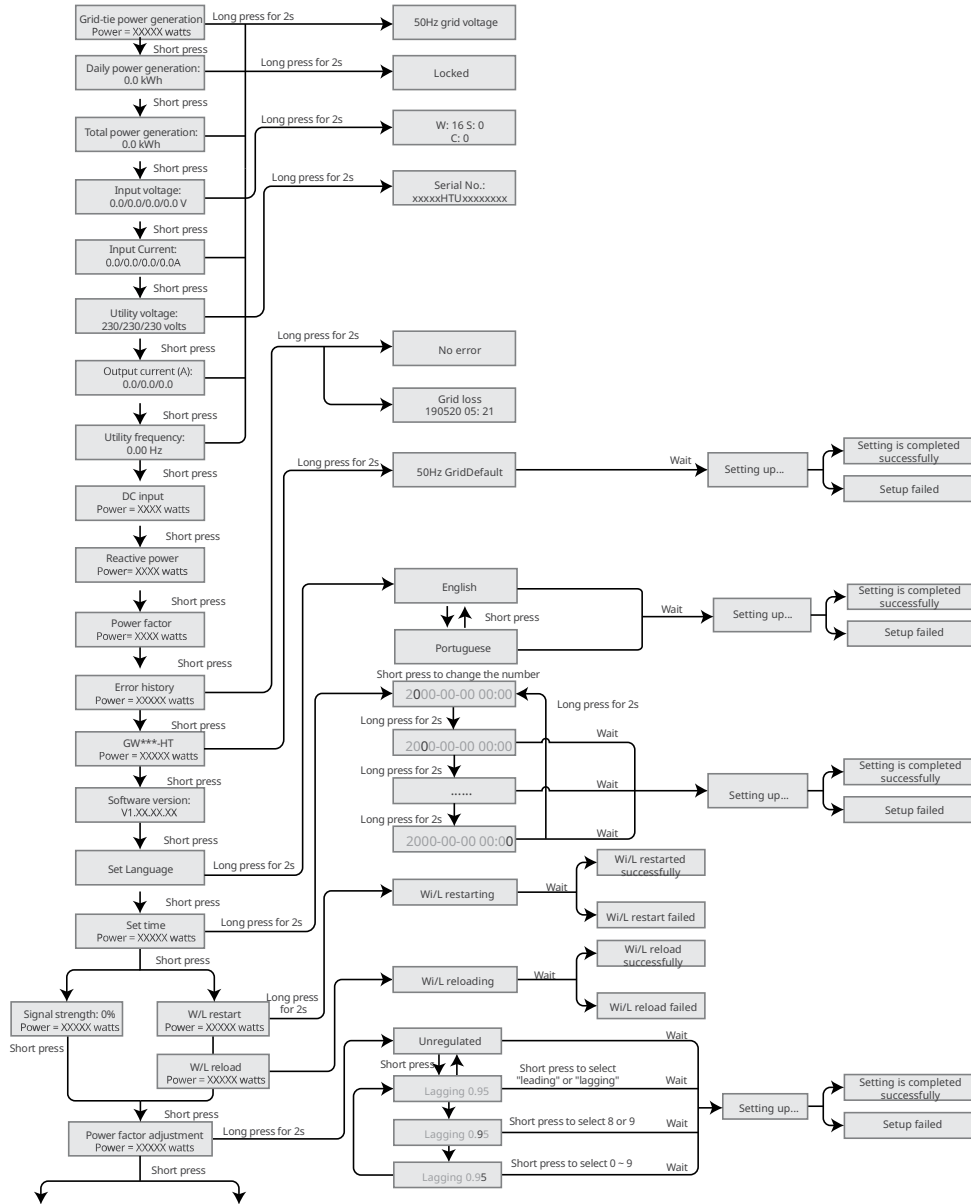 Grid-tie power generation
Power = XXXXX watts
Long press for 2s
50Hz grid voltage
Short press
Daily power generation:
0.0 kWh
Long press for 2s
Locked
Short press
Total power generation:
0.0 kWh
Long press for 2s
W: 16 S: 0
C: 0
Short press
Input voltage:
0.0/0.0/0.0/0.0 V
Long press for 2s
Serial No.:
xxxxxHTUxxxxxxxx
Short press
Input Current:
0.0/0.0/0.0/0.0A
Short press
Utility voltage:
230/230/230 volts
Short press
Long press for 2s
No error
Output current (A):
0.0/0.0/0.0
Grid loss
190520 05: 21
Short press
Utility frequency:
0.00 Hz
Short press
Long press for 2s
50Hz GridDefault
Wait
Setting up...
Setting is completed
successfully
Setup failed
DC input
Power = XXXX watts
Short press
Reactive power
Power= XXXX watts
Short press
English
Short press
Portuguese
Wait
Setting up...
Setting is completed
successfully
Setup failed
Power factor
Power = XXXX watts
Short press
Error history
Power = XXXXX watts
Short press
Short press to change the number
2000-00-00 00:00
Long press for 2s
Long press for 2s
2000-00-00 00:00
Wait
Long press for 2s
......
Wait
Long press for 2s
2000-00-00 00:00
Wait
Setting up...
Setting is completed
successfully
Setup failed
GW***-HT
Power = XXXXX watts
Short press
Software version:
V1.XX.XX.XX
Short press
Set Language
Long press for 2s
Short press
Set time
Power = XXXXX watts
Long press for 2s
Short press
Wi/L restarting
Wait
Wi/L restarted
successfully
Wi/L restart failed
Signal strength: 0%
Power = XXXXX watts
Short press
W/L restart
Power = XXXXX watts
Long press
for 2s
Wi/L reloading
Wait
Wi/L reload
successfully
Wi/L reload failed
W/L reload
Power = XXXXX watts
Short press
Power factor adjustment
Power = XXXXX watts
Long press for 2s
Short press
Unregulated
Wait
Short press
Short press to select
"leading" or "lagging"
Lagging 0.95
Wait
Short press to select 8 or 9
Lagging 0.95
Wait
Short press to select 0 ~ 9
Lagging 0.95
Wait
Setting up...
Setting is completed
successfully
Setup failed